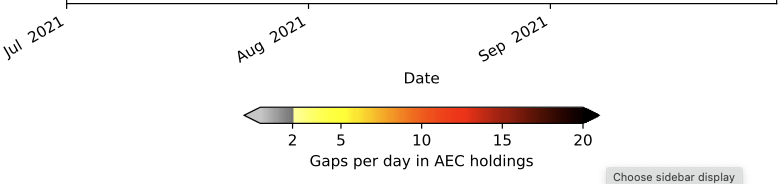 Jul 2021
Aug 2021
Sep 2021
Date
2 5 10 15 20
Gaps per day in AEC holdings
Choose sidebar display